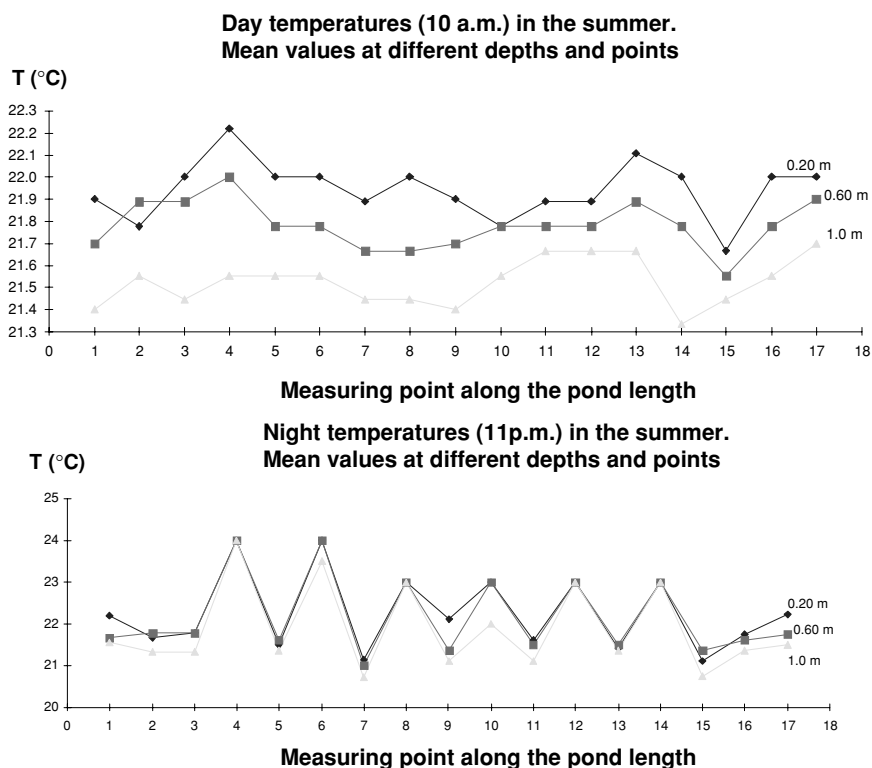 Day temperatures (10 a.m.) in the summer.
Mean values at different depths and points
T (°C)
22.3
22.2
22.1
22.0
21.9
21.8
21.7
21.6
21.5
21.4
21.3
0.20 m
0.60 m
1.0 m
0 1 2 3 4 5 6 7 8 9 10 11 12 13 14 15 16 17 18
Measuring point along the pond length
Night temperatures (11p.m.) in the summer.
Mean values at different depths and points
T (°C)
25
24
23
22
21
20
0.20 m
0.60 m
1.0 m
0 1 2 3 4 5 6 7 8 9 10 11 12 13 14 15 16 17 18
Measuring point along the pond length